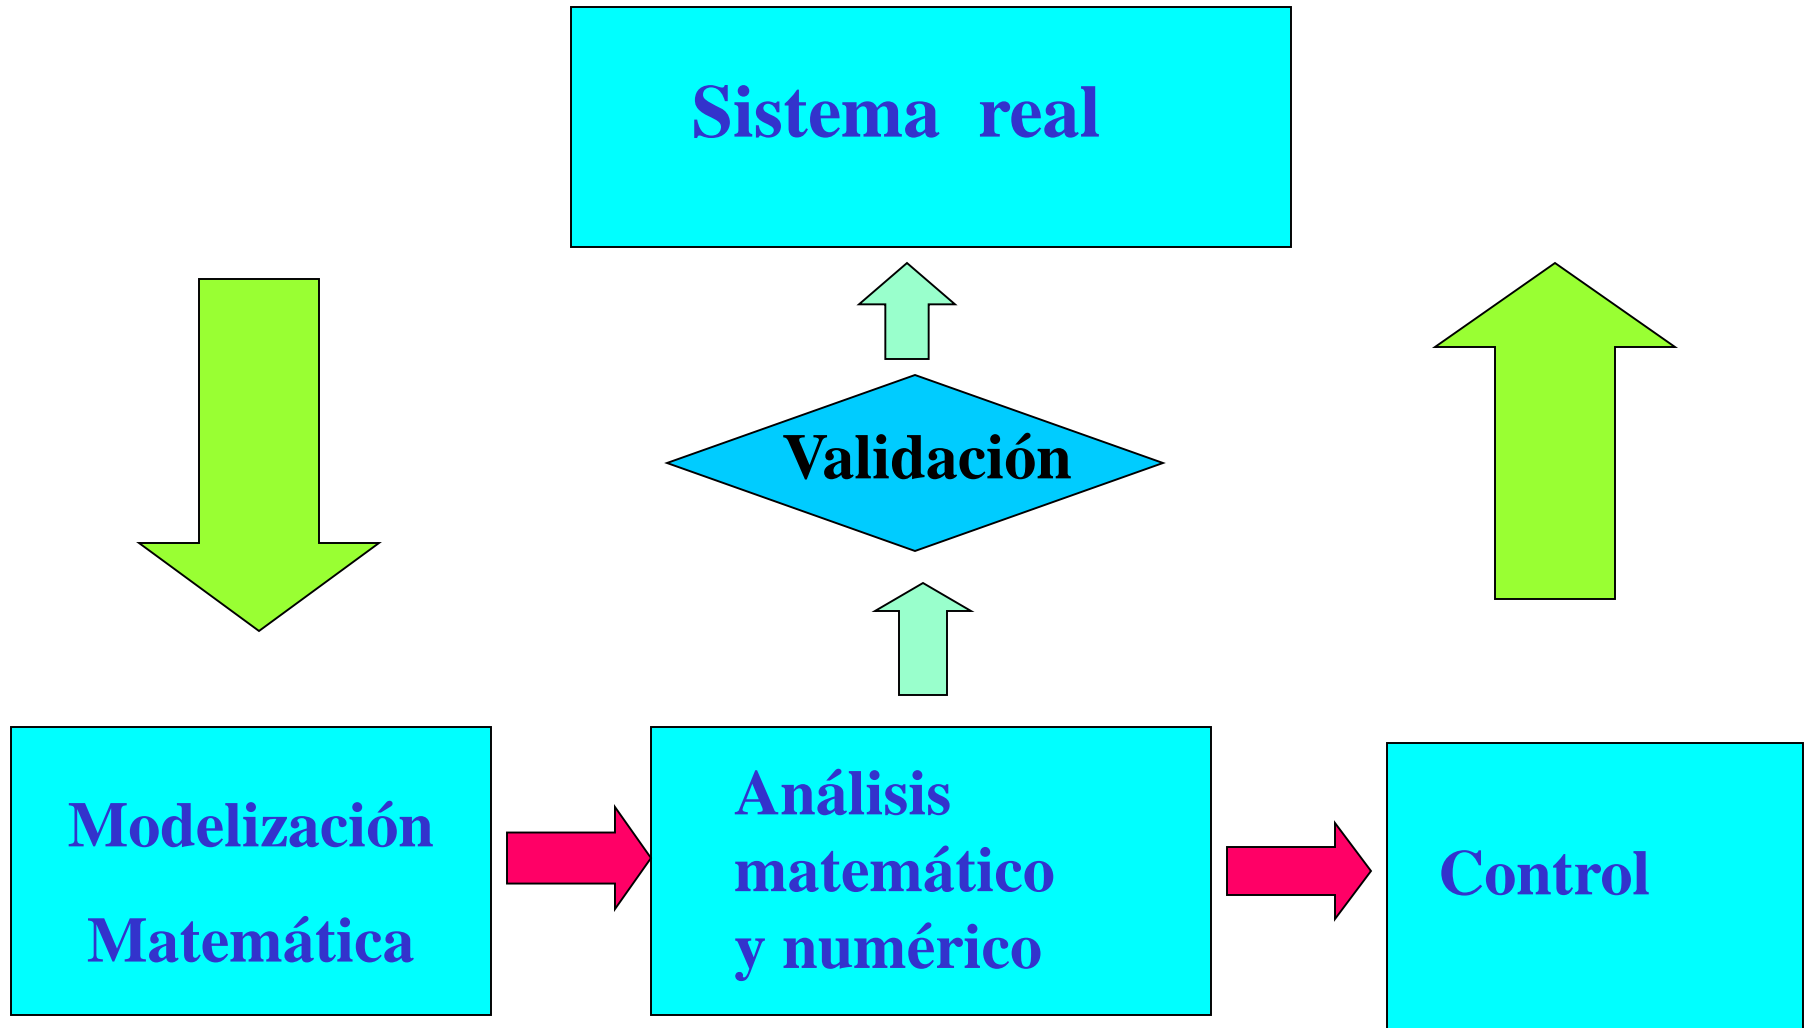 Sistema real
Validación
Modelización
Matemática
Análisis
matemático
y numérico
Control